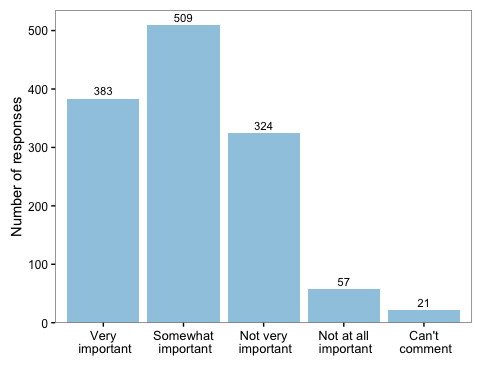 Number of responses
500
400
300
200
100
0
383
509
324
57
21
Very important
Somewhat important
Not very important
Not at all important
Can't comment